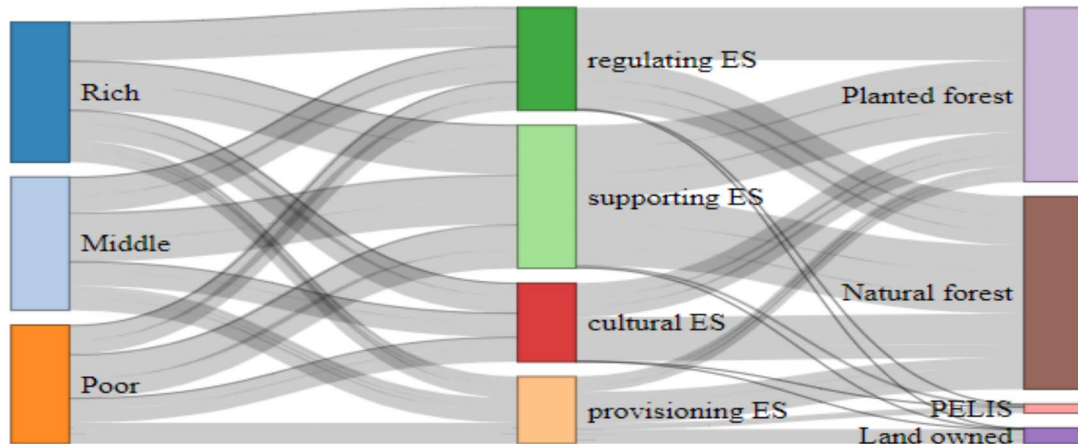 Rich
Middle
Poor
regulating ES
supporting ES
cultural ES
provisioning ES
Planted forest
Natural forest
PELIS
Land owned